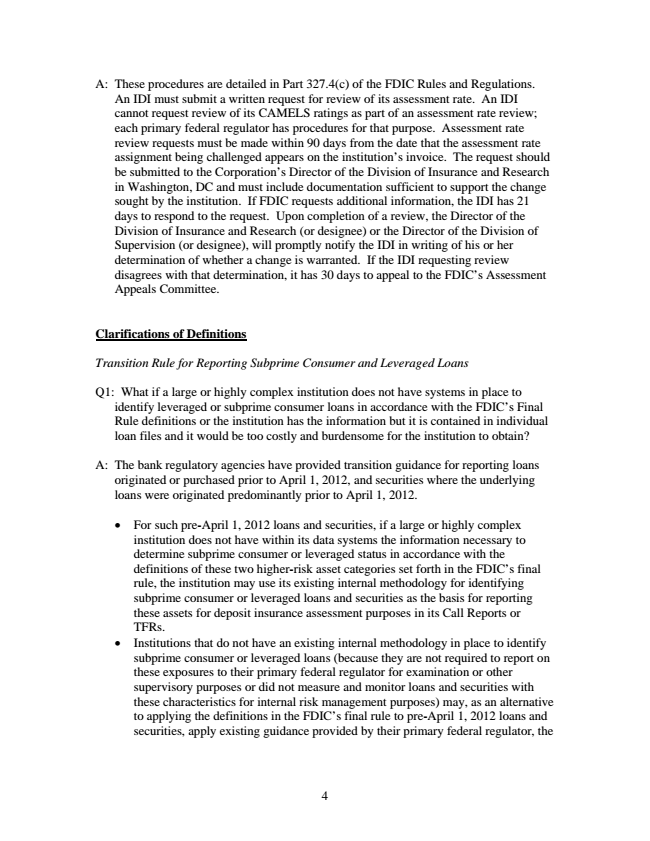 A: These procedures are detailed in Part 327.4(c) of the FDIC Rules and Regulations.
An IDI must submit a written request for review of its assessment rate. An IDI
cannot request review of its CAMELS ratings as part of an assessment rate review;
each primary federal regulator has procedures for that purpose. Assessment rate
review requests must be made within 90 days from the date that the assessment rate
assignment being challenged appears on the institution's invoice. The request should
be submitted to the Corporation's Director of the Division of Insurance and Research
in Washington, DC and must include documentation sufficient to support the change
sought by the institution. If FDIC requests additional information, the IDI has 21
days to respond to the request. Upon completion of a review, the Director of the
Division of Insurance and Research (or designee) or the Director of the Division of
Supervision (or designee), will promptly notify the IDI in writing of his or her
determination of whether a change is warranted. If the IDI requesting review
disagrees with that determination, it has 30 days to appeal to the FDIC's Assessment
Appeals Committee.
Clarifications of Definitions
Transition Rule for Reporting Subprime Consumer and Leveraged Loans
Q1: What if a large or highly complex institution does not have systems in place to
identify leveraged or subprime consumer loans in accordance with the FDIC's Final
Rule definitions or the institution has the information but it is contained in individual
loan files and it would be too costly and burdensome for the institution to obtain?
A: The bank regulatory agencies have provided transition guidance for reporting loans
originated or purchased prior to April 1, 2012, and securities where the underlying
loans were originated predominantly prior to April 1, 2012.
• For such pre-April 1, 2012 loans and securities, if a large or highly complex
institution does not have within its data systems the information necessary to
determine subprime consumer or leveraged status in accordance with the
definitions of these two higher-risk asset categories set forth in the FDIC's final
rule, the institution may use its existing internal methodology for identifying
subprime consumer or leveraged loans and securities as the basis for reporting
these assets for deposit insurance assessment purposes in its Call Reports or
TFRs.
• Institutions that do not have an existing internal methodology in place to identify
subprime consumer or leveraged loans (because they are not required to report on
these exposures to their primary federal regulator for examination or other
supervisory purposes or did not measure and monitor loans and securities with
these characteristics for internal risk management purposes) may, as an alternative
to applying the definitions in the FDIC's final rule to pre-April 1, 2012 loans and
securities, apply existing guidance provided by their primary federal regulator, the
4